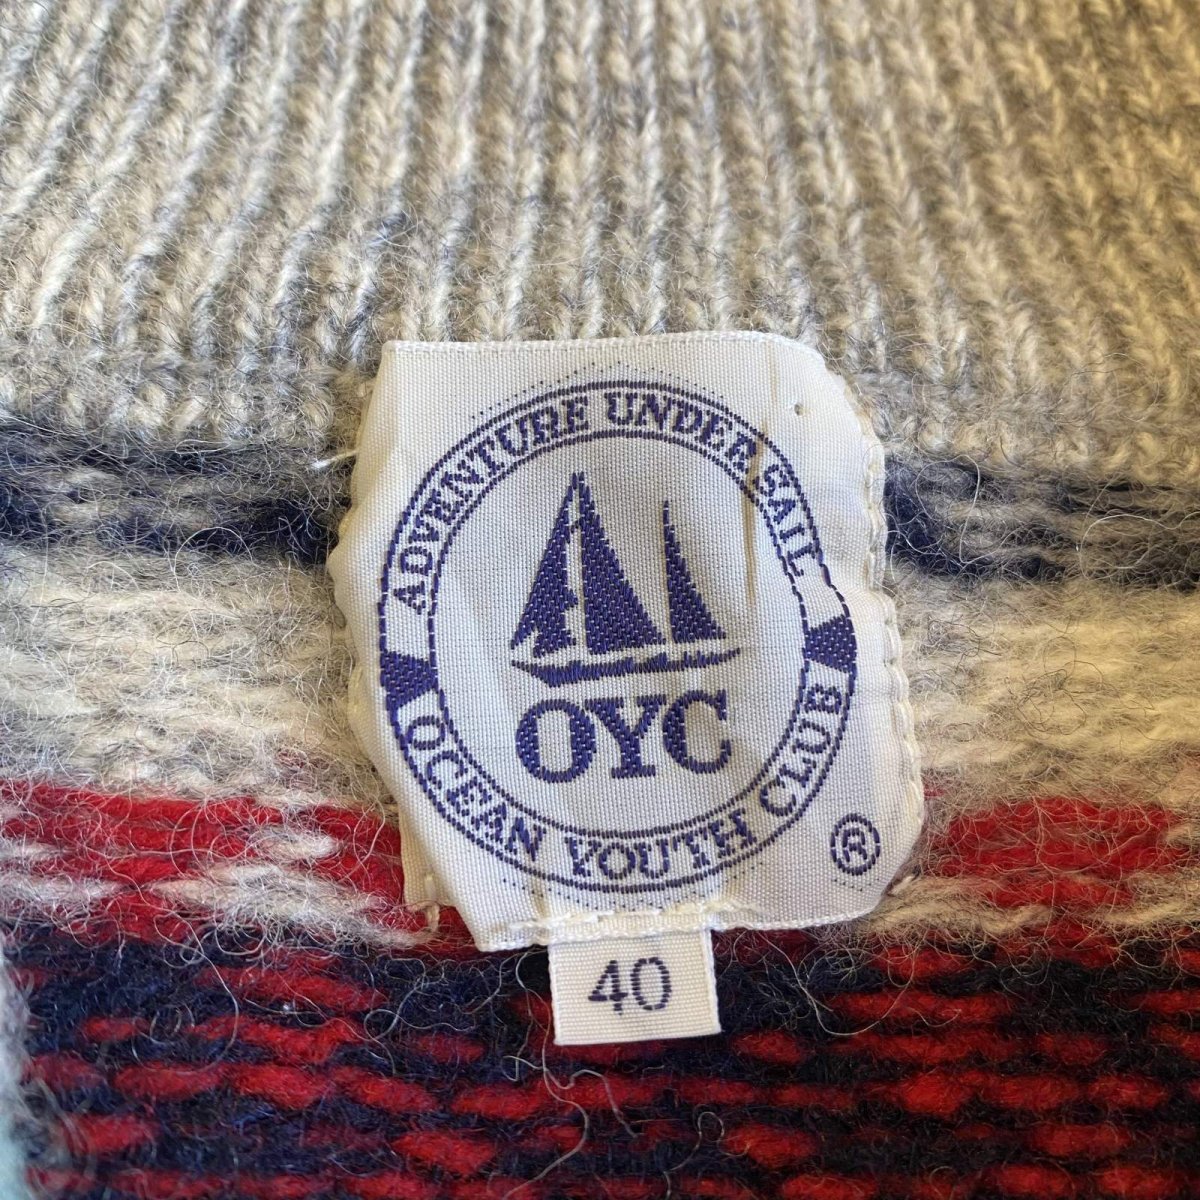 ADVENTURE UNDER SAIL
OYC
OCEAN YOUTH CLUB
®
40